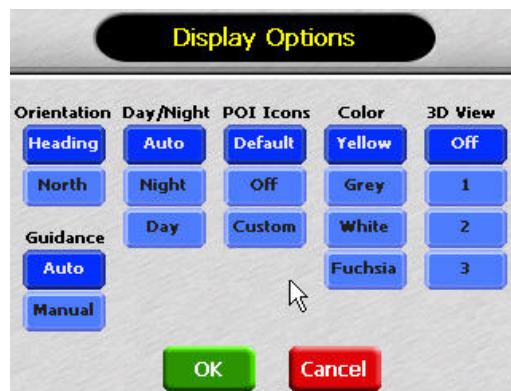 Display Options
Orientation Day/Night POI Icons Color 3D View
Heading Auto Default Yellow Off
North Night Off Grey 1
Guidance Day Custom White 2
Auto Fuchsia 3
Manual
OK Cancel